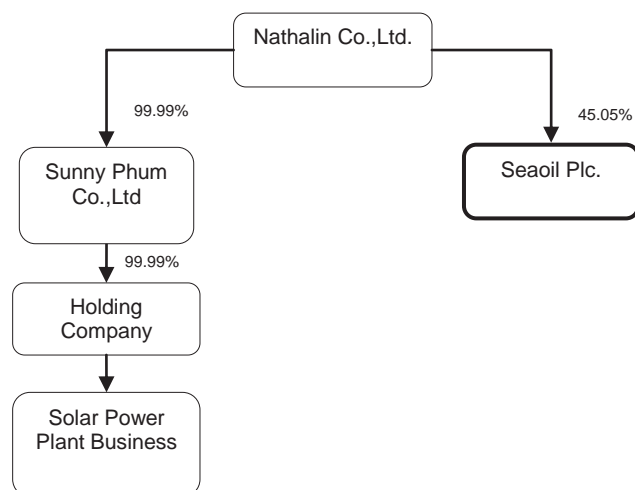 Nathalin Co.,Ltd.
99.99%
45.05%
Sunny Phum
Co.,Ltd
Seaoil Plc.
99.99%
Holding
Company
Solar Power
Plant Business